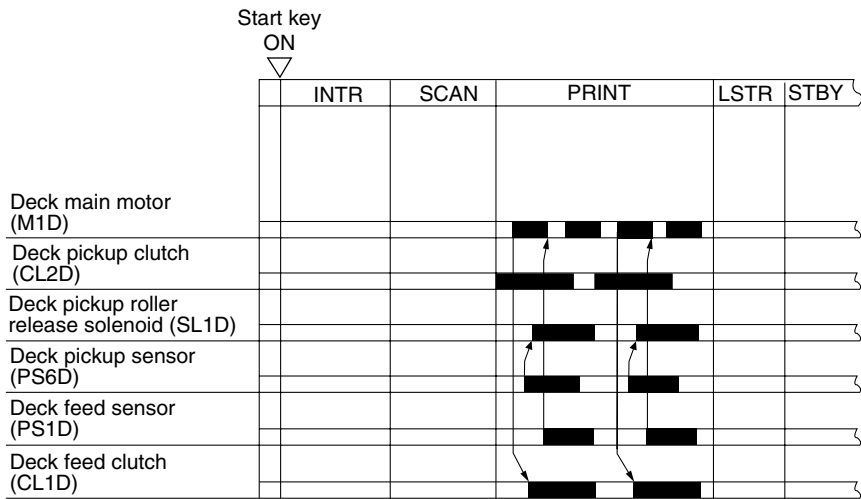 Start key
ON
INTR SCAN PRINT LSTR STBY
Deck main motor
(M1D)
Deck pickup clutch
(CL2D)
Deck pickup roller
release solenoid (SL1D)
Deck pickup sensor
(PS6D)
Deck feed sensor
(PS1D)
Deck feed clutch
(CL1D)